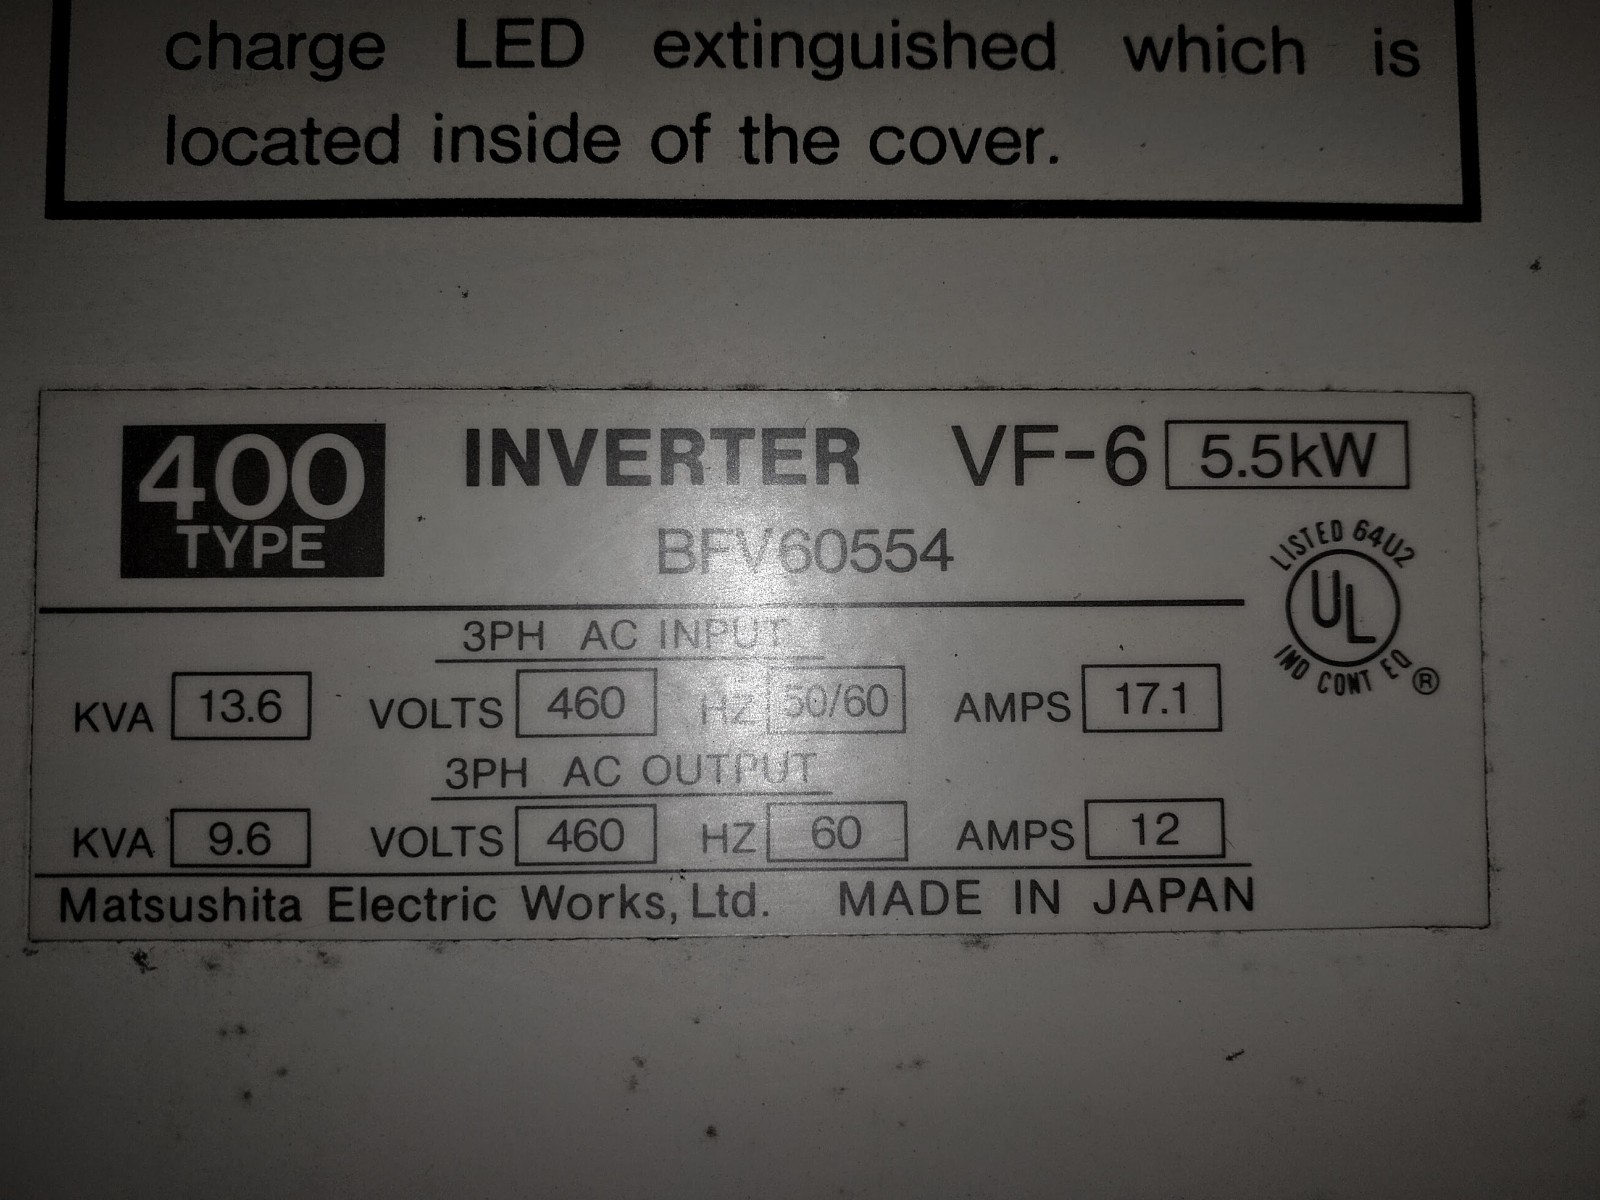 charge LED extinguished which is
located inside of the cover.
400
TYPE
INVERTER VF-6 5.5kW
BFV60554
LISTED 64U2
UL
IND CONT EQ ®
3PH AC INPUT
KVA 13.6 VOLTS 460 HZ 50/60 AMPS 17.1
3PH AC OUTPUT
KVA 9.6 VOLTS 460 HZ 60 AMPS 12
Matsushita Electric Works, Ltd. MADE IN JAPAN